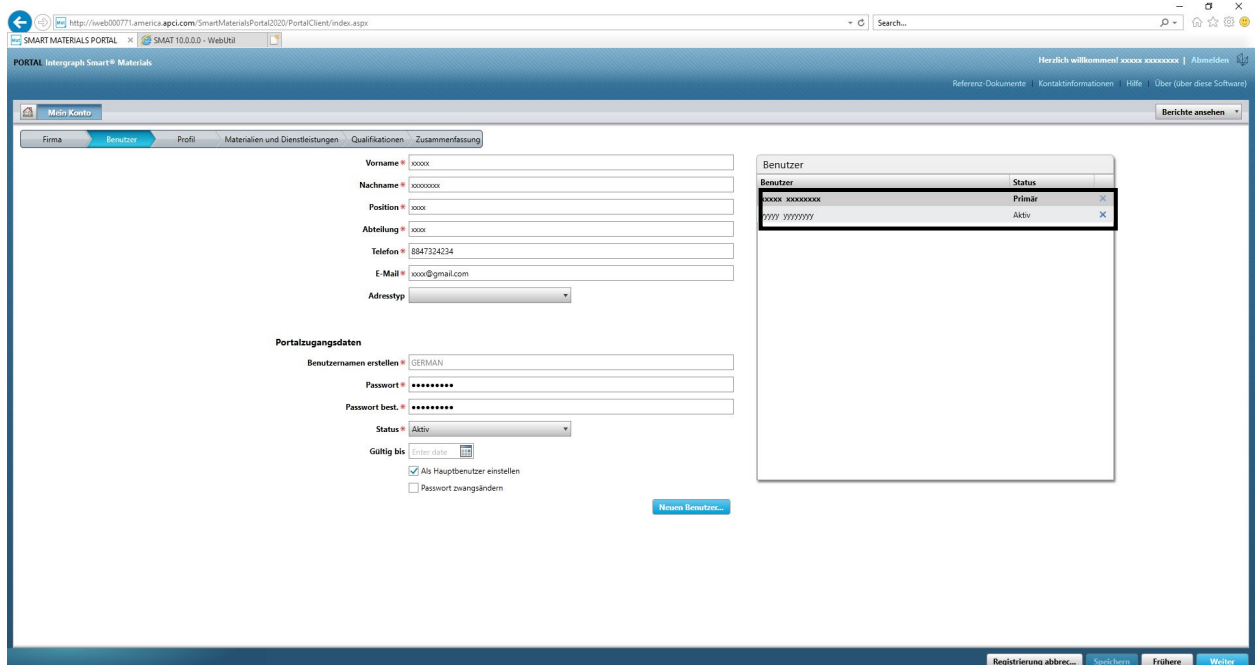 http://iweb000771.america.apci.com/SmartMaterialsPortal2020/PortalClient/index.aspx
Search...
SMART MATERIALS PORTAL
SMAT 10.0.0.0 - WebUtil
PORTAL Intergraph Smart® Materials
Herzlich willkommen! xxxxx xxxxxxxx | Abmelden
Referenz-Dokumente | Kontaktinformationen | Hilfe | Über (über diese Software)
Mein Konto
Berichte ansehen
Firma Benutzer Profil Materialien und Dienstleistungen Qualifikationen Zusammenfassung
Vorname * xxxxx
Nachname * xxxxxxxx
Position * xxxx
Abteilung * xxxx
Telefon * 8847324234
E-Mail * xxxx@gmail.com
Adresstyp
Portalzugangsdaten
Benutzernamen erstellen * GERMAN
Passwort * •••••••••
Passwort best. * •••••••••
Status * Aktiv
Gültig bis Enter date
Als Hauptbenutzer einstellen
Passwort zwangsändern
Neuen Benutzer...
Benutzer
Benutzer Status
xxxxx xxxxxxxx Primär
yyyy yyyyyyyy Aktiv
Registrierung abbrec... Speichern Frühere Weiter